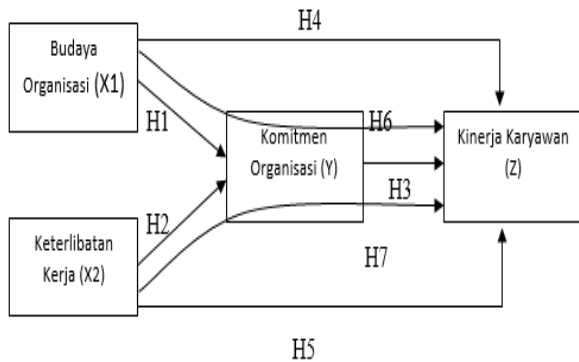 H4
Budaya
Organisasi (X1)
H1
Komitmen
Organisasi (Y)
H6
Kinerja Karyawan
(Z)
H3
H2
Keterlibatan
Kerja (X2)
H7
H5